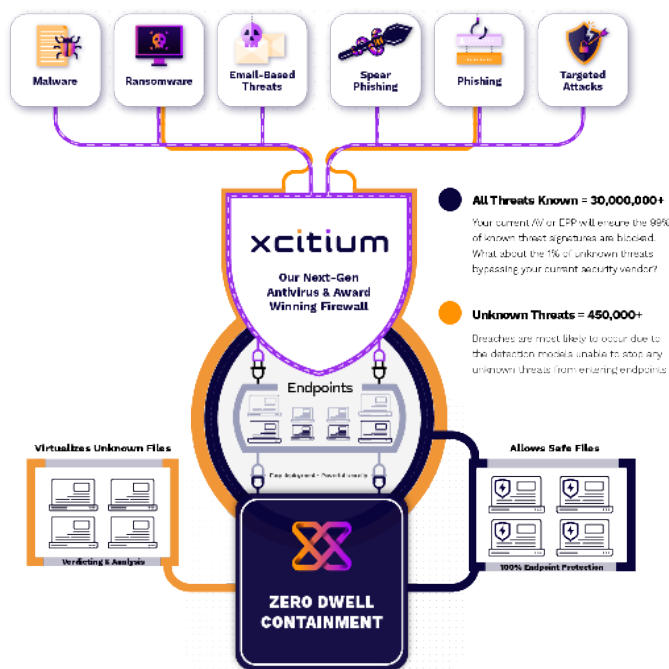 Malware
Ransomware
Email-Based
Threats
Spear
Phishing
Phishing
Targeted
Attacks
xcitium
Our Next-Gen
Antivirus & Award
Winning Firewall
All Threats Known = 30,000,000+
Your current AV or EPP will ensure the 99%
of known threat signatures are blocked.
What about the 1% of unknown threats
bypassing your current security vendor?
Unknown Threats = 450,000+
Breaches are most likely to occur due to
the detection models unable to stop any
unknown threats from entering endpoints
Endpoints
Easy deployment - Powerful security
Virtualizes Unknown Files
Verdicting & Analysis
Allows Safe Files
100% Endpoint Protection
ZERO DWELL
CONTAINMENT